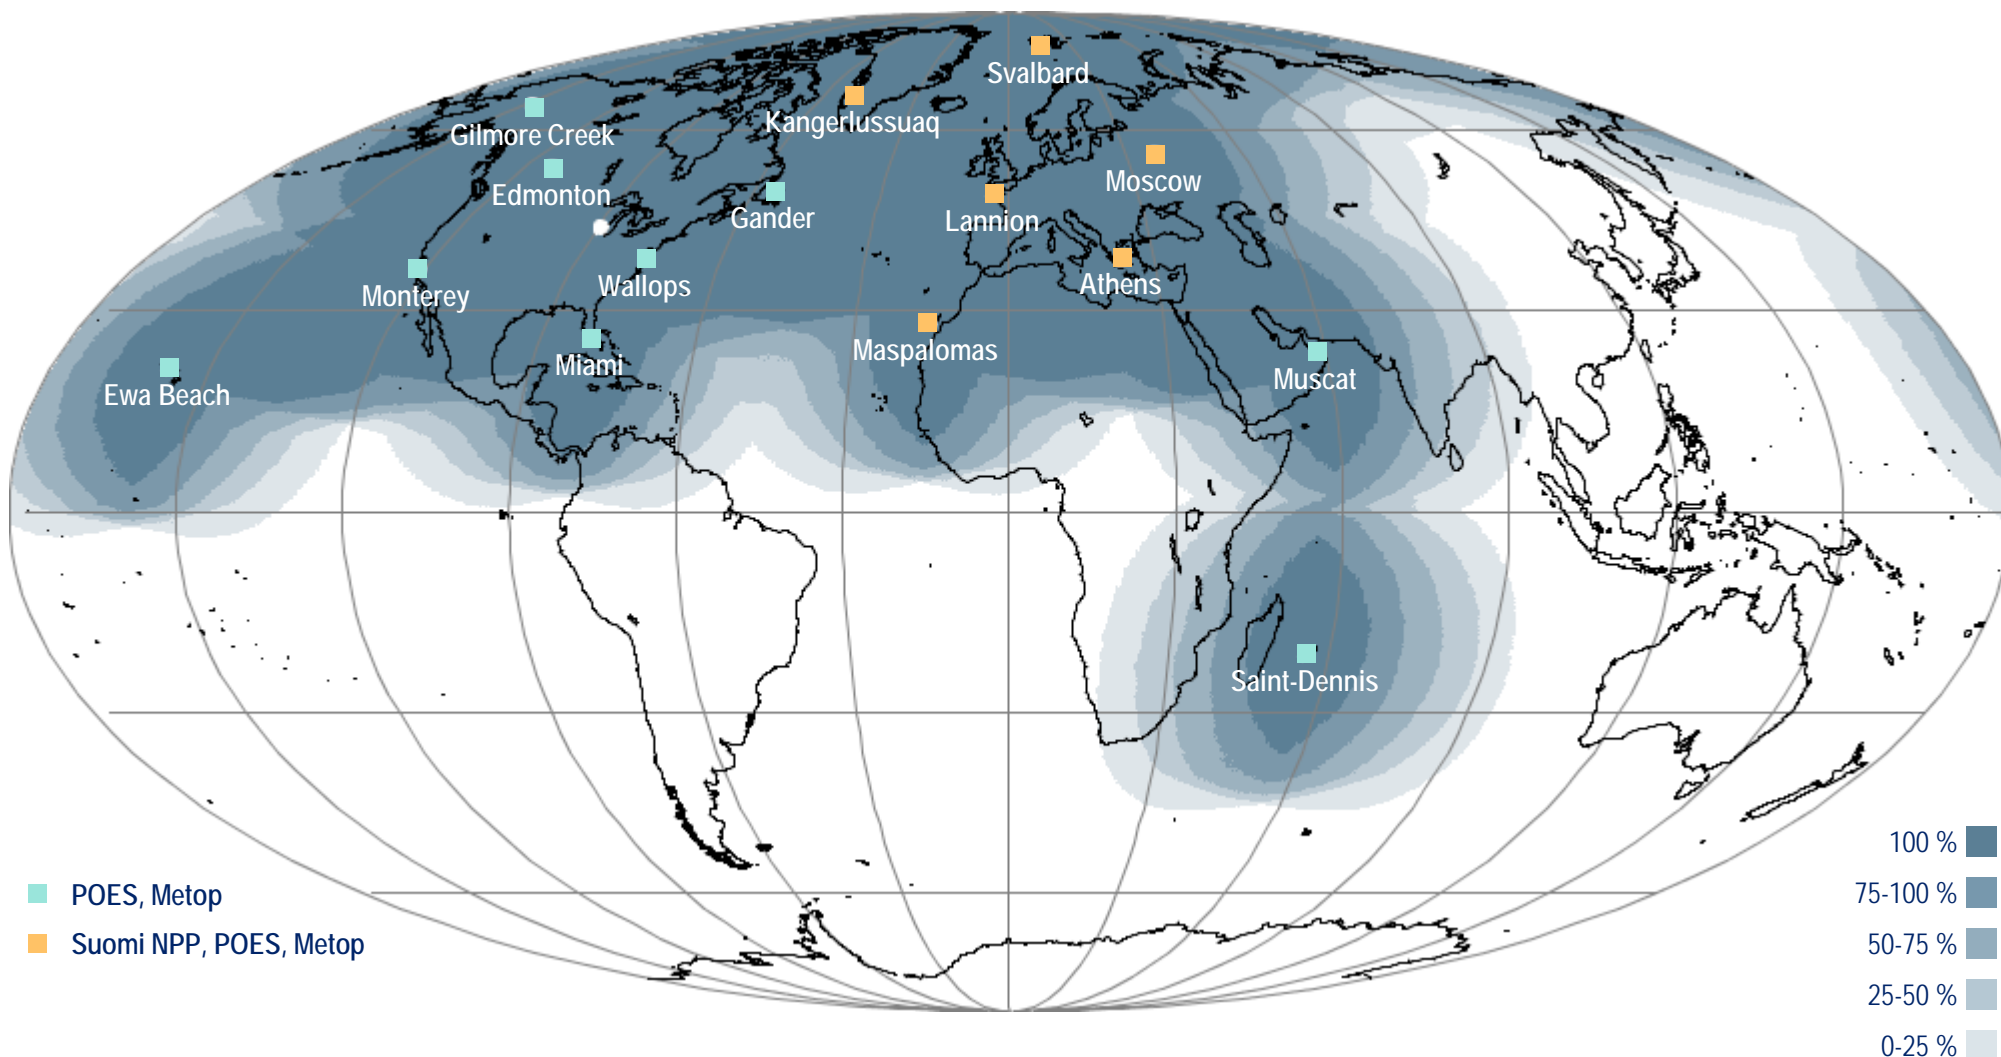 Svalbard
Kangerlussuaq
Gilmore Creek
Edmonton
Gander
Lannion
Moscow
Monterey
Wallops
Athens
Miami
Maspalomas
Muscat
Ewa Beach
Saint-Dennis
POES, Metop
Suomi NPP, POES, Metop
100 %
75-100 %
50-75 %
25-50 %
0-25 %